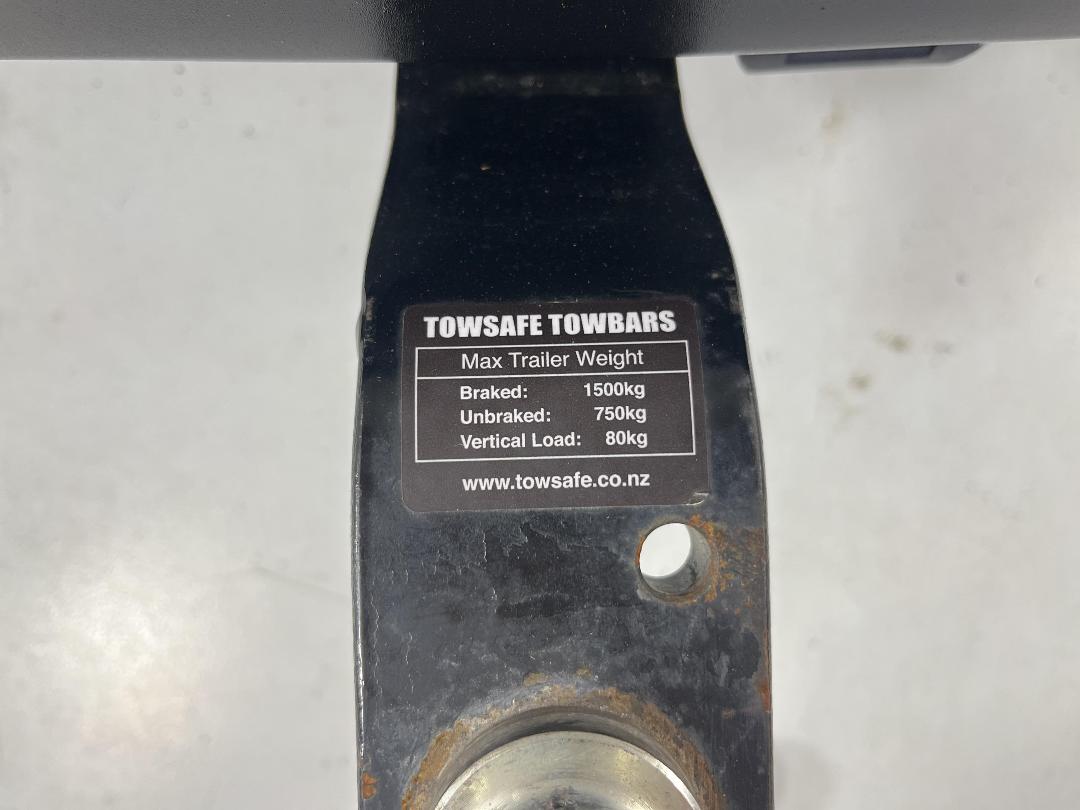 TOWSAFE TOWBARS
Max Trailer Weight
Braked: 1500kg
Unbraked: 750kg
Vertical Load: 80kg
www.towsafe.co.nz